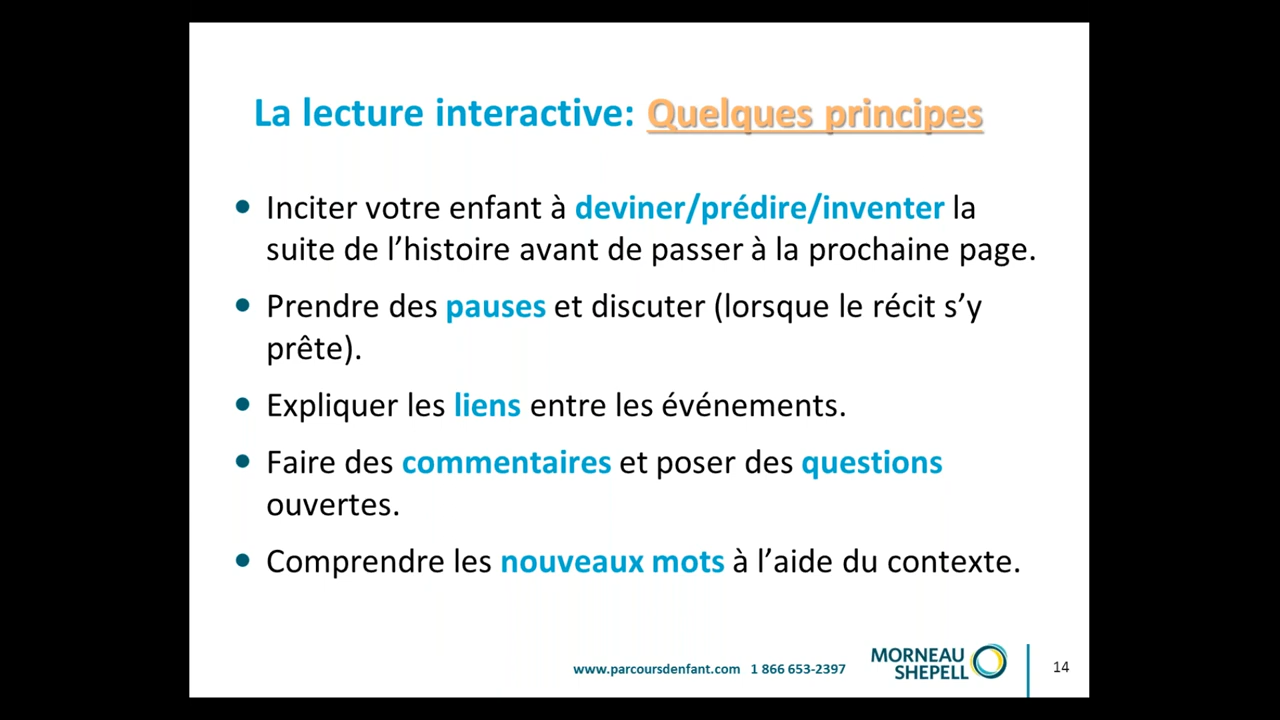 La lecture interactive: Quelques principes
• Inciter votre enfant à deviner/prédire/inventer la
suite de l’histoire avant de passer à la prochaine page.
• Prendre des pauses et discuter (lorsque le récit s’y
prête).
• Expliquer les liens entre les événements.
• Faire des commentaires et poser des questions
ouvertes.
• Comprendre les nouveaux mots à l’aide du contexte.
www.parcoursdenfant.com 1 866 653-2397
MORNEAU
SHEPELL
14